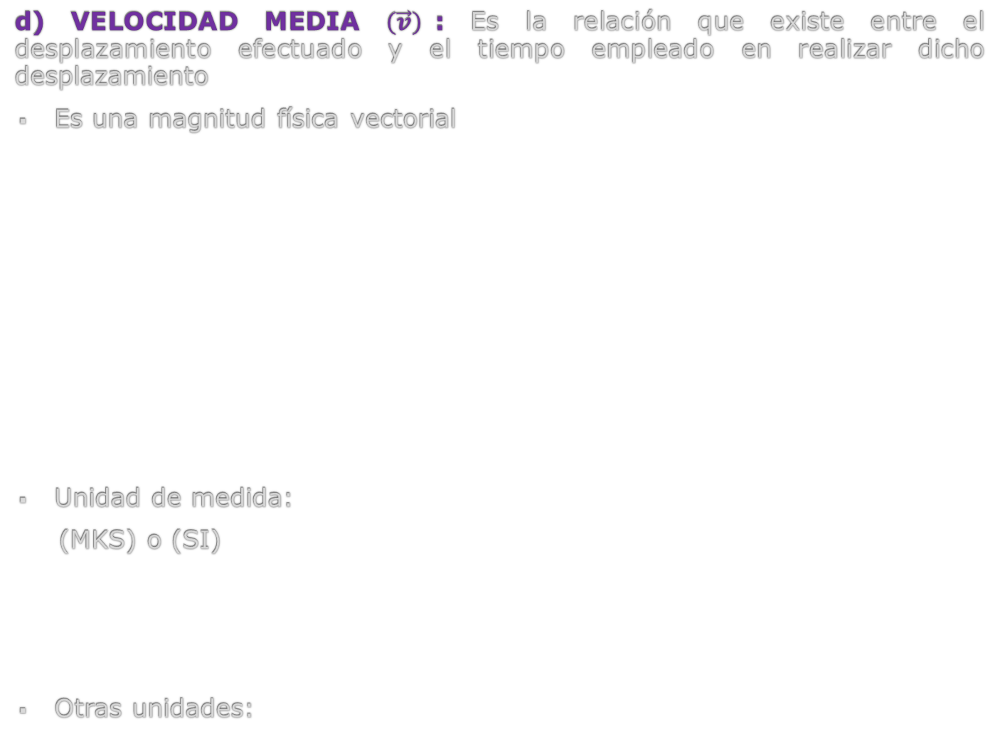 d) VELOCIDAD MEDIA (v⃗) : Es la relación que existe entre el
desplazamiento efectuado y el tiempo empleado en realizar dicho
desplazamiento
▪ Es una magnitud física vectorial
▪ Unidad de medida:
(MKS) o (SI)
▪ Otras unidades: